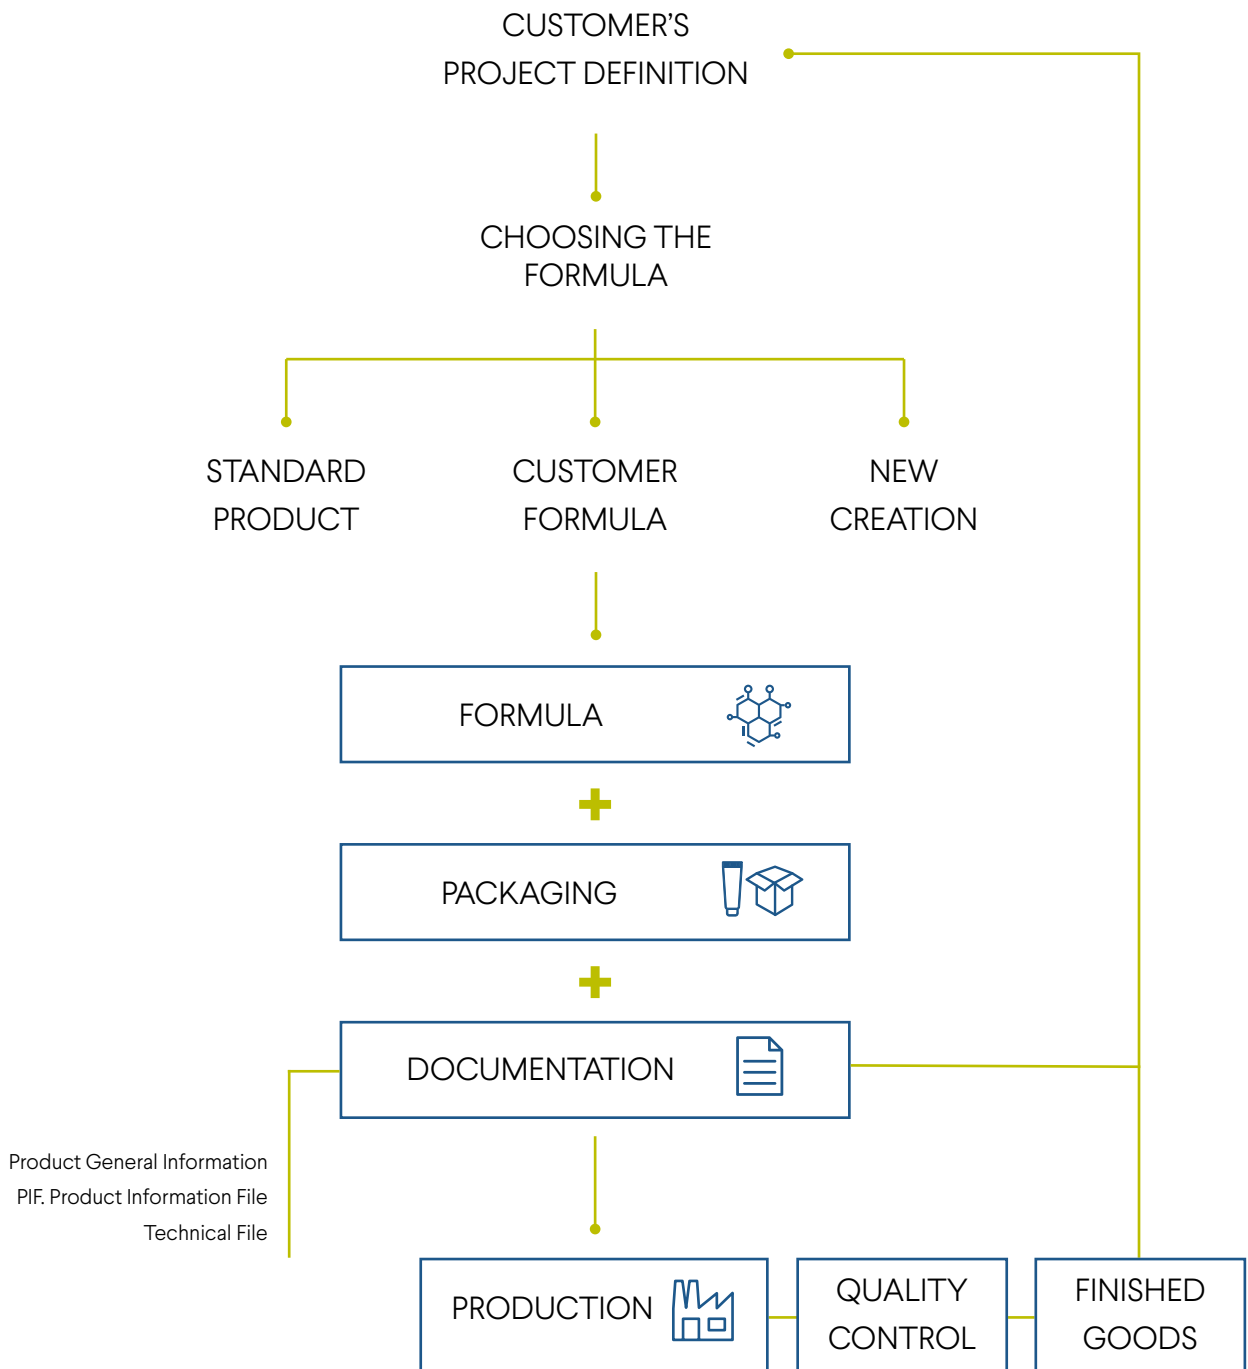 CUSTOMER'S
PROJECT DEFINITION
CHOOSING THE
FORMULA
STANDARD
PRODUCT
CUSTOMER
FORMULA
NEW
CREATION
FORMULA
PACKAGING
DOCUMENTATION
Product General Information
PIF. Product Information File
Technical File
PRODUCTION
QUALITY
CONTROL
FINISHED
GOODS